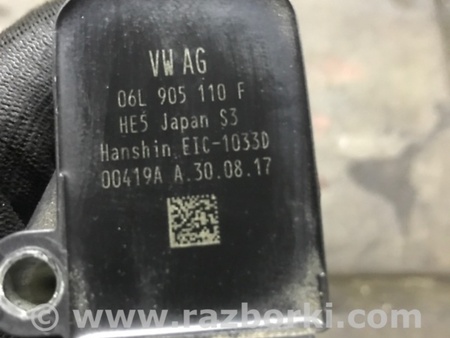 VW AG
06L 905 110 F
HE5 Japan S3
Hanshin EIC-1033D
00419A A.30.08.17
© www.razborki.com